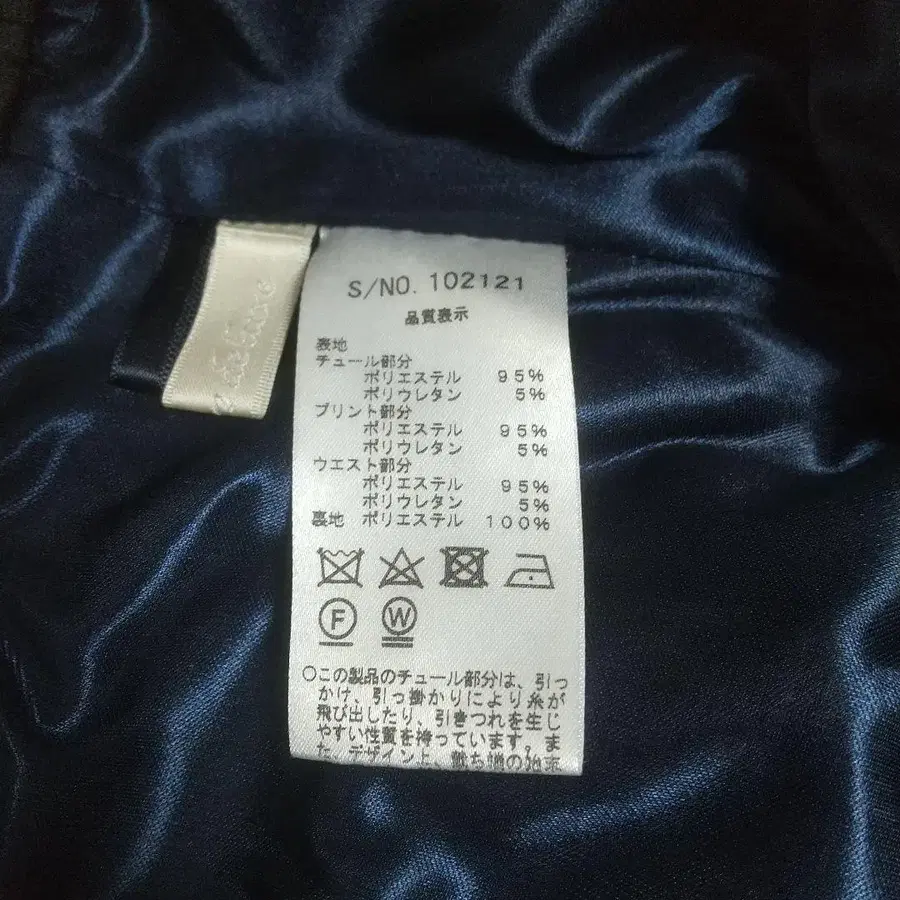 deluxe
S/NO. 102121
品質表示
表地
チュール部分
ポリエステル 95%
ポリウレタン 5%
プリント部分
ポリエステル 95%
ポリウレタン 5%
ウエスト部分
ポリエステル 95%
ポリウレタン 5%
裏地 ポリエステル 100%
F W
○この製品のチュール部分は、引っ
かけ、引っ掛かりにより糸が
飛び出したり、引きつれを生じ
やすい性質を持っています。ま
た、デザイン上、裁ち端の始末